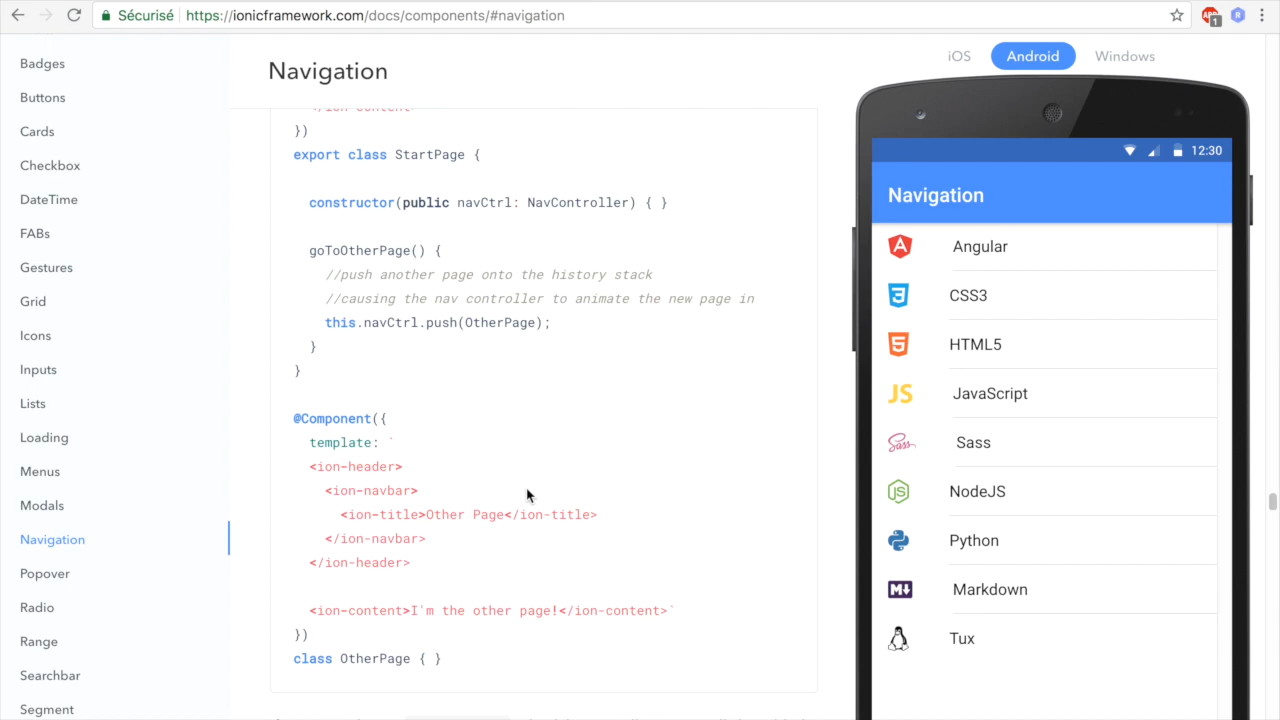 Sécurisé https://ionicframework.com/docs/components/#navigation
1
Badges
Buttons
Cards
Checkbox
DateTime
FABs
Gestures
Grid
Icons
Inputs
Lists
Loading
Menus
Modals
Navigation
Popover
Radio
Range
Searchbar
Segment
Navigation
</ion-content>
})
export class StartPage {
constructor(public navCtrl: NavController) { }
goToOtherPage() {
//push another page onto the history stack
//causing the nav controller to animate the new page in
this.navCtrl.push(OtherPage);
}
}
@Component({
template: `
<ion-header>
<ion-navbar>
<ion-title>Other Page</ion-title>
</ion-navbar>
</ion-header>
<ion-content>I'm the other page!</ion-content>`
})
class OtherPage { }
iOS Android Windows
12:30
Navigation
Angular
CSS3
HTML5
JS JavaScript
Sass Sass
NodeJS
Python
Markdown
Tux